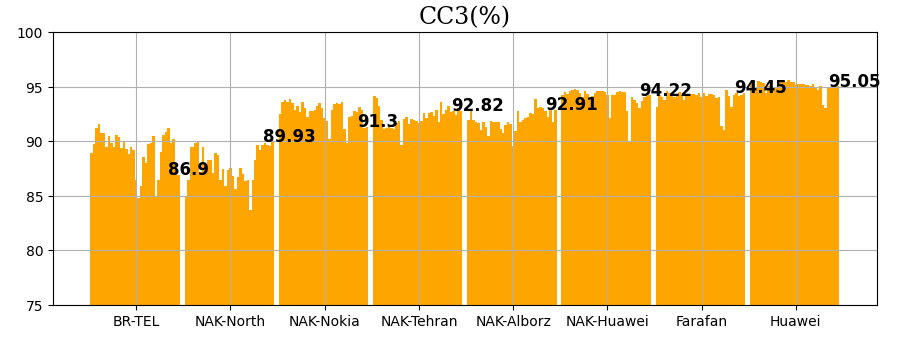 CC3(%)
100
95
90
85
80
75
86.9
89.93
91.3
92.82
92.91
94.22
94.45
95.05
BR-TEL
NAK-North
NAK-Nokia
NAK-Tehran
NAK-Alborz
NAK-Huawei
Farafan
Huawei